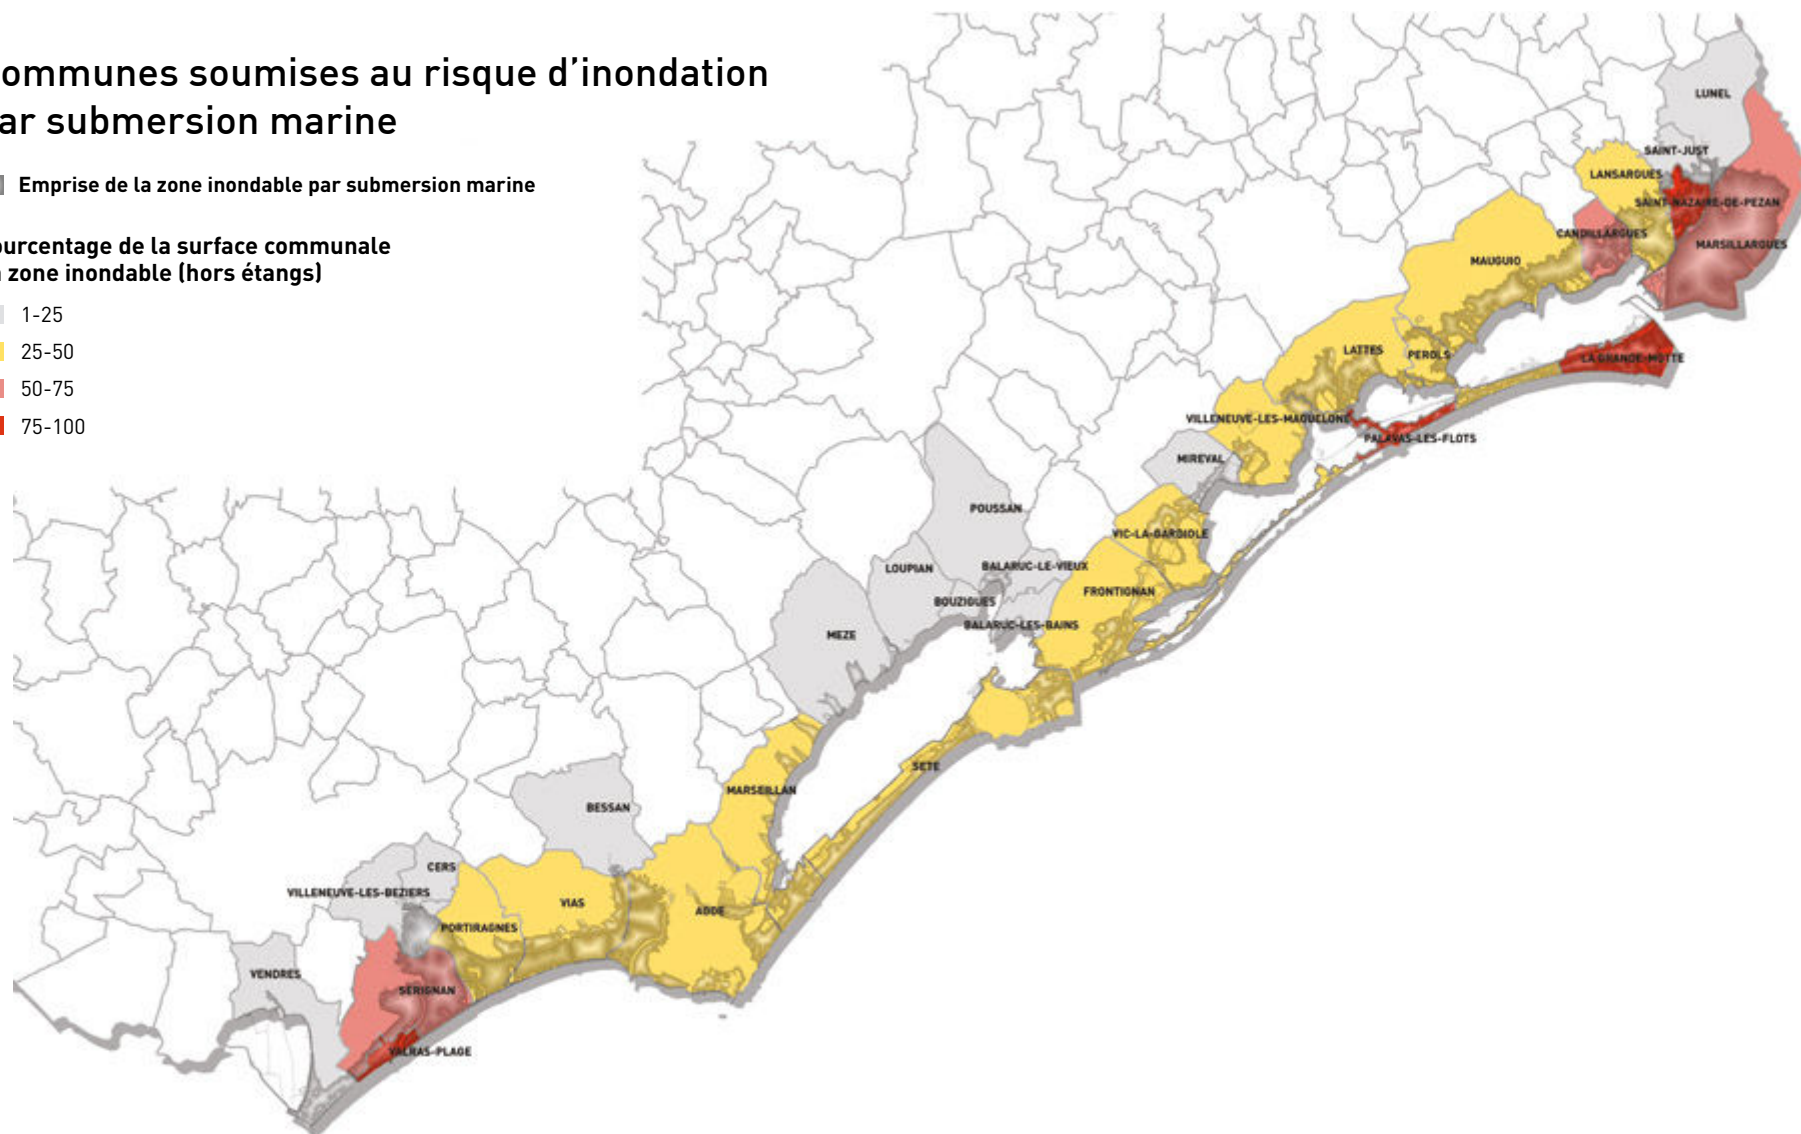 ommunes soumises au risque d'inondation
ar submersion marine
Emprise de la zone inondable par submersion marine
ourcentage de la surface communale
zone inondable (hors étangs)
1-25
25-50
50-75
75-100
LUNEL
SAINT-JUST
LANSARGUES
SAINT-NAZAIRE-DE-PEZAN
CANDILLARGUES
MARSILLARGUES
MAUGUIO
LATTES
PEROLS
LA GRANDE-MOTTE
VILLENEUVE-LES-MAGUELONE
PALAVAS-LES-FLOTS
MIREVAL
POUSSAN
VIC-LA-GARDIOLE
LOUPIAN
BALARUC-LE-VIEUX
FRONTIGNAN
BOUZIGUES
BALARUC-LES-BAINS
MEZE
SETE
MARSEILLAN
BESSAN
CERS
VILLENEUVE-LES-BEZIERS
VIAS
AGDE
PORTIRAGNES
VENDRES
SERIGNAN
VALRAS-PLAGE